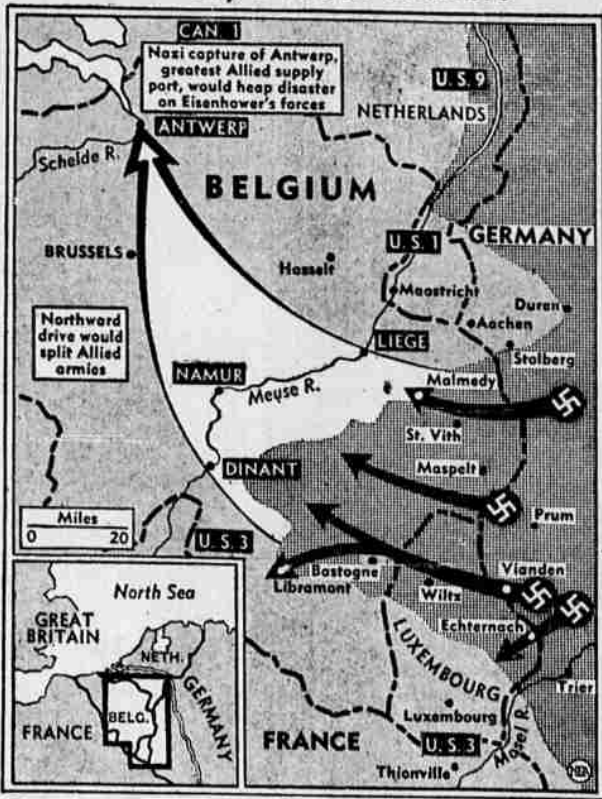 CAN. 1
Nazi capture of Antwerp,
greatest Allied supply
port, would heap disaster
on Eisenhower's forces
U.S. 9
NETHERLANDS
ANTWERP
Schelde R.
BELGIUM
U.S. 1
GERMANY
BRUSSELS
Hasselt
Maastricht
Duren
Aachen
Northward
drive would
split Allied
armies
LIEGE
Stolberg
NAMUR
Meuse R.
Malmedy
St. Vith
DINANT
Maspelt
Miles
0 20
Prum
U.S. 3
Bastogne
Vianden
Libramont
Wiltz
North Sea
Echternach
GREAT
BRITAIN
NETH.
LUXEMBOURG
Trier
GERMANY
BELG.
Luxembourg
Mosel R.
FRANCE
FRANCE
U.S. 3
Thionville
NEA